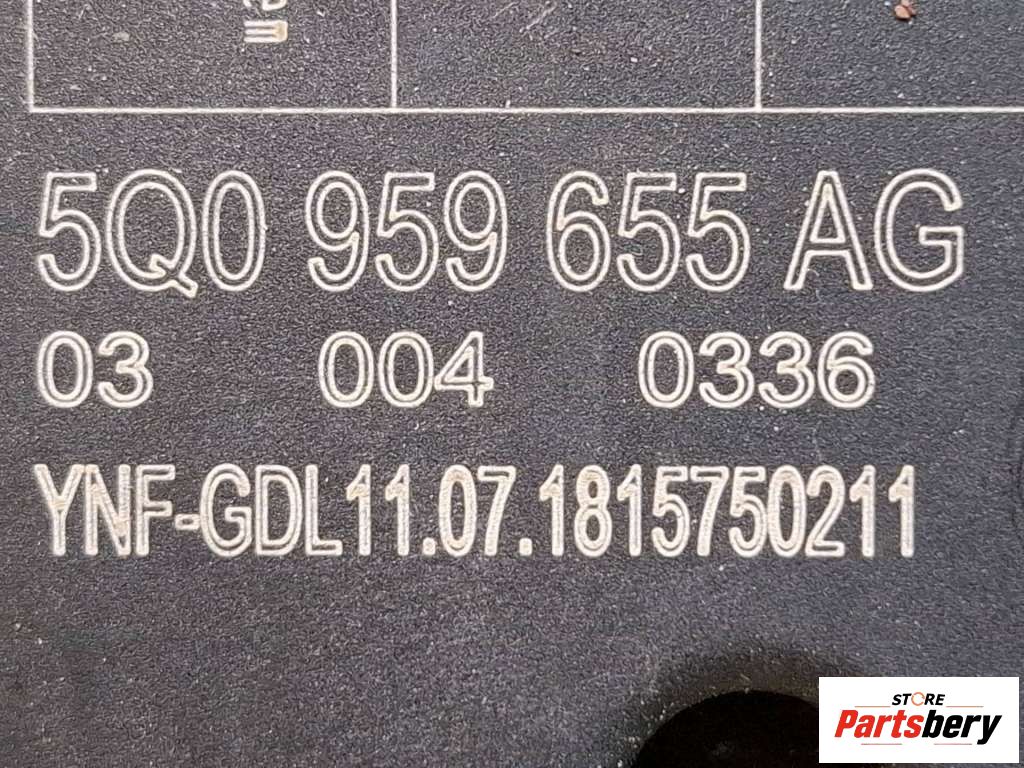 5Q0 959 655 AG
03 004 0336
YNF-GDL11.07.1815750211
STORE
Partsbery